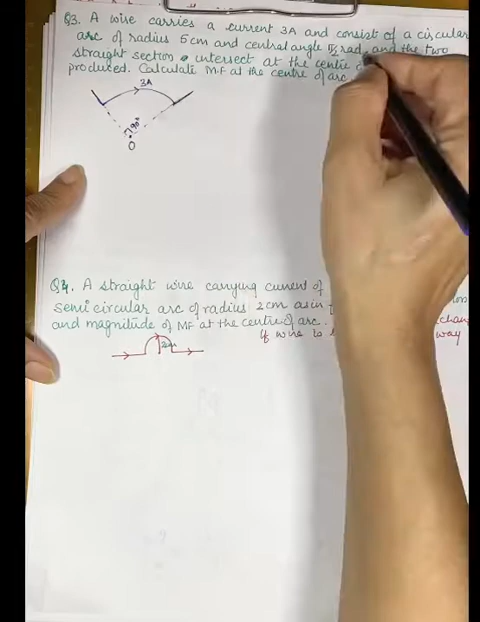 Q3. A wire carries a current 3A and consist of a circular
arc of radius 5cm and central angle π/2 rad, and the two
straight section intersect at the centre
produced. Calculate M.F at the centre of arc
3A
90°
O
Q4. A straight wire carrying current of
semi circular arc of radius 2cm as in
and magnitude of MF at the centre of arc.
If wire is way
2cm